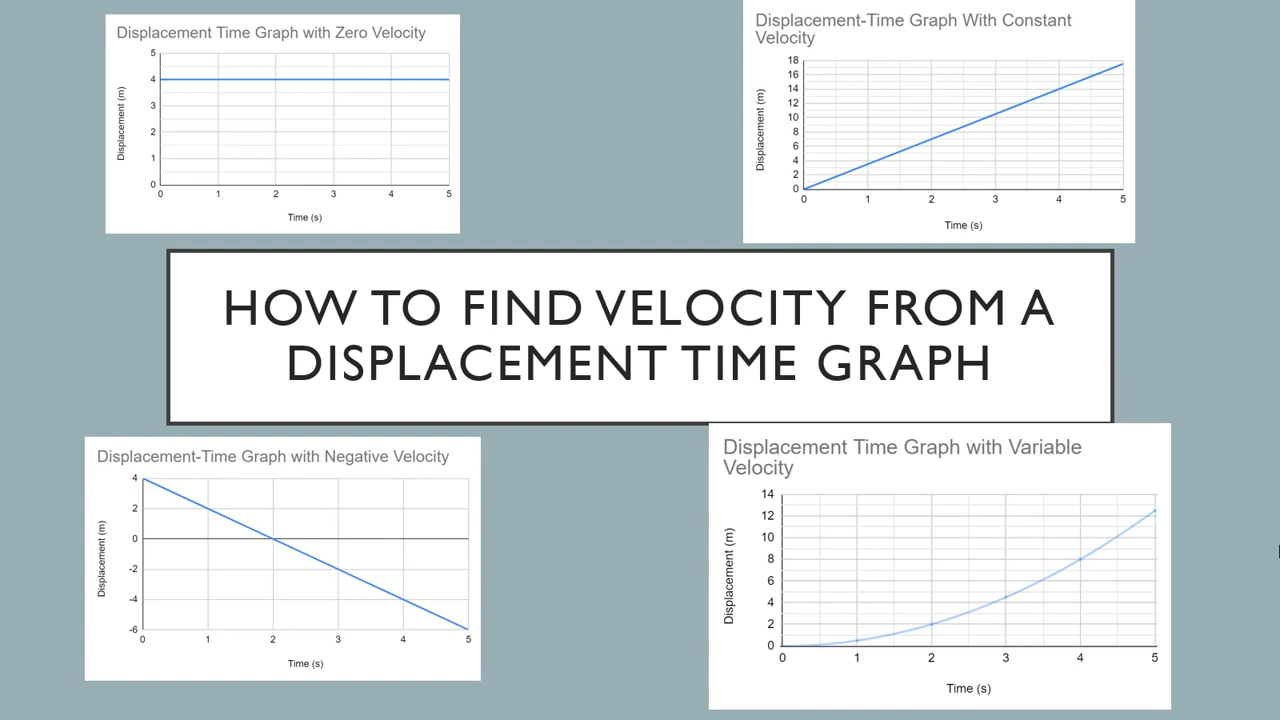 Displacement Time Graph with Zero Velocity
5
4
3
2
1
0
Displacement (m)
0 1 2 3 4 5
Time (s)
Displacement-Time Graph With Constant
Velocity
18
16
14
12
10
8
6
4
2
0
Displacement (m)
0 1 2 3 4 5
Time (s)
HOW TO FIND VELOCITY FROM A
DISPLACEMENT TIME GRAPH
Displacement-Time Graph with Negative Velocity
4
2
0
-2
-4
-6
Displacement (m)
0 1 2 3 4 5
Time (s)
Displacement Time Graph with Variable
Velocity
14
12
10
8
6
4
2
0
Displacement (m)
0 1 2 3 4 5
Time (s)